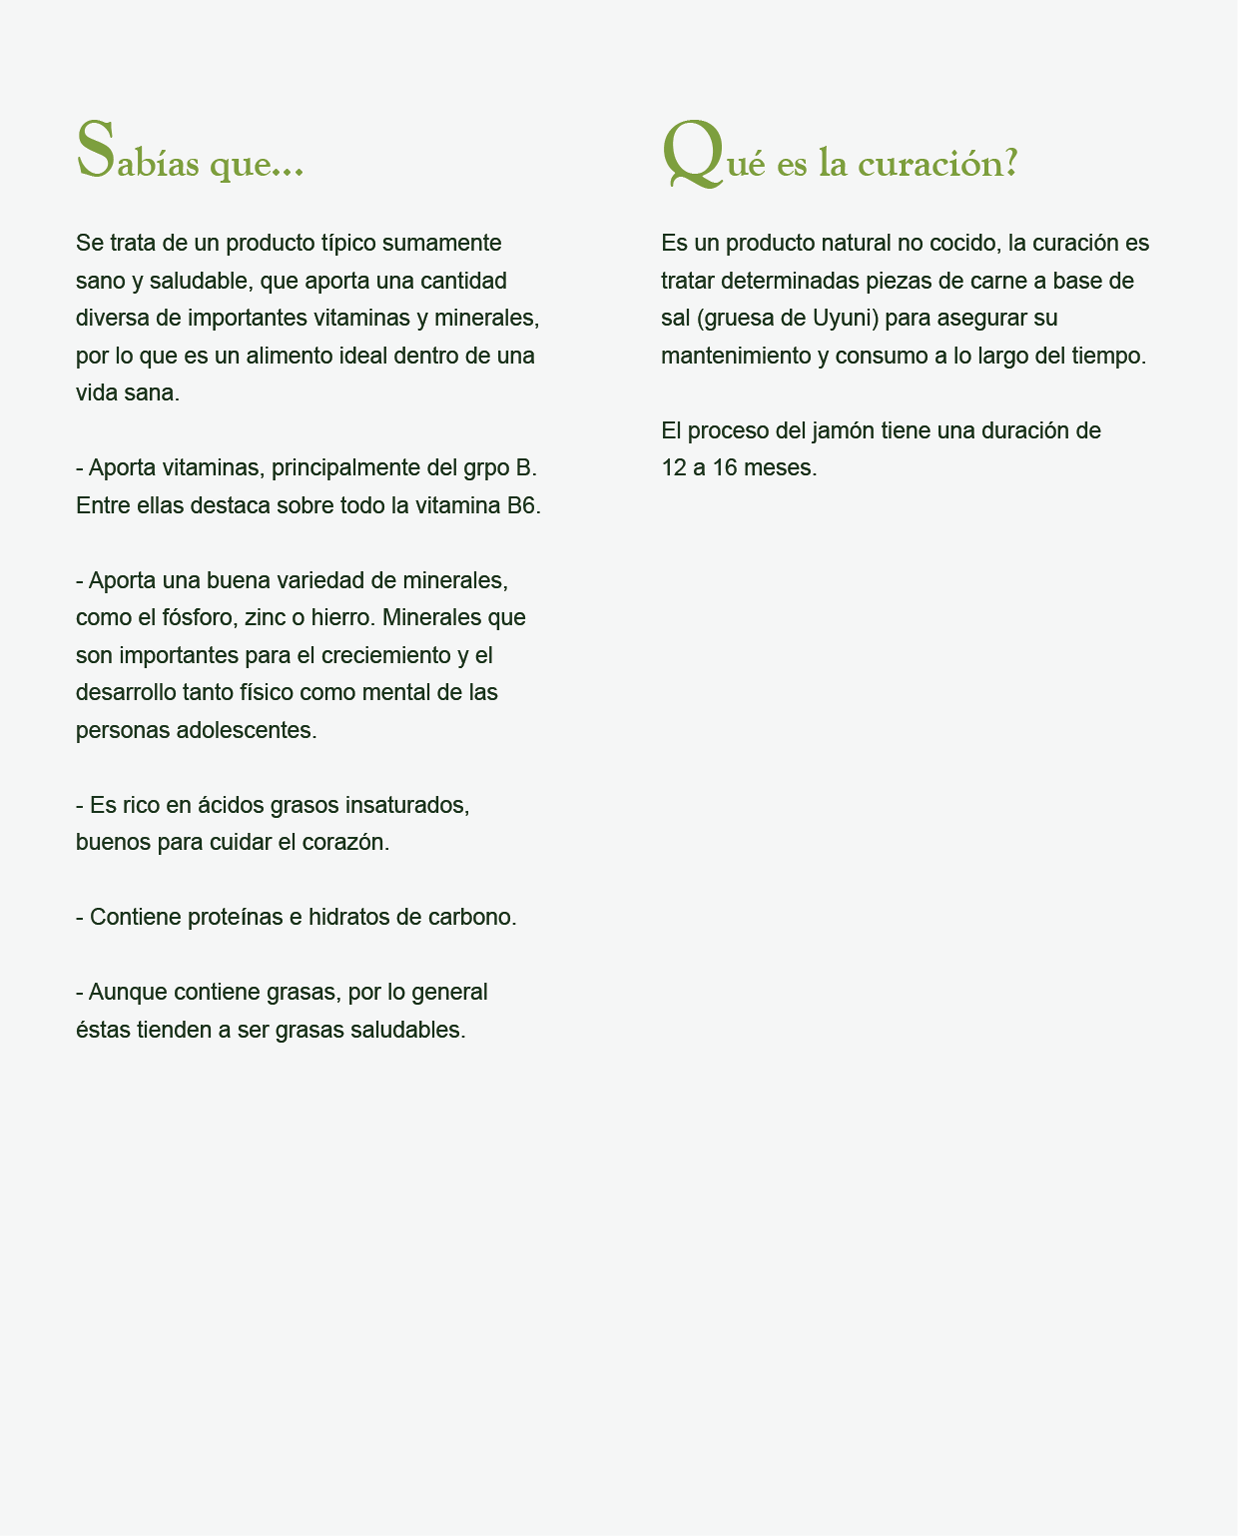 Sabías que...
Se trata de un producto típico sumamente
sano y saludable, que aporta una cantidad
diversa de importantes vitaminas y minerales,
por lo que es un alimento ideal dentro de una
vida sana.
- Aporta vitaminas, principalmente del grpo B.
Entre ellas destaca sobre todo la vitamina B6.
- Aporta una buena variedad de minerales,
como el fósforo, zinc o hierro. Minerales que
son importantes para el creciemiento y el
desarrollo tanto físico como mental de las
personas adolescentes.
- Es rico en ácidos grasos insaturados,
buenos para cuidar el corazón.
- Contiene proteínas e hidratos de carbono.
- Aunque contiene grasas, por lo general
éstas tienden a ser grasas saludables.
Qué es la curación?
Es un producto natural no cocido, la curación es
tratar determinadas piezas de carne a base de
sal (gruesa de Uyuni) para asegurar su
mantenimiento y consumo a lo largo del tiempo.
El proceso del jamón tiene una duración de
12 a 16 meses.